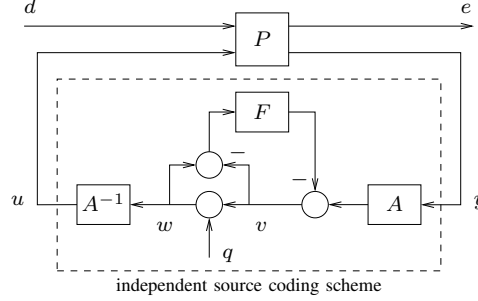 d
e
P
F
−
−
u
A⁻¹
w
v
A
y
q
independent source coding scheme